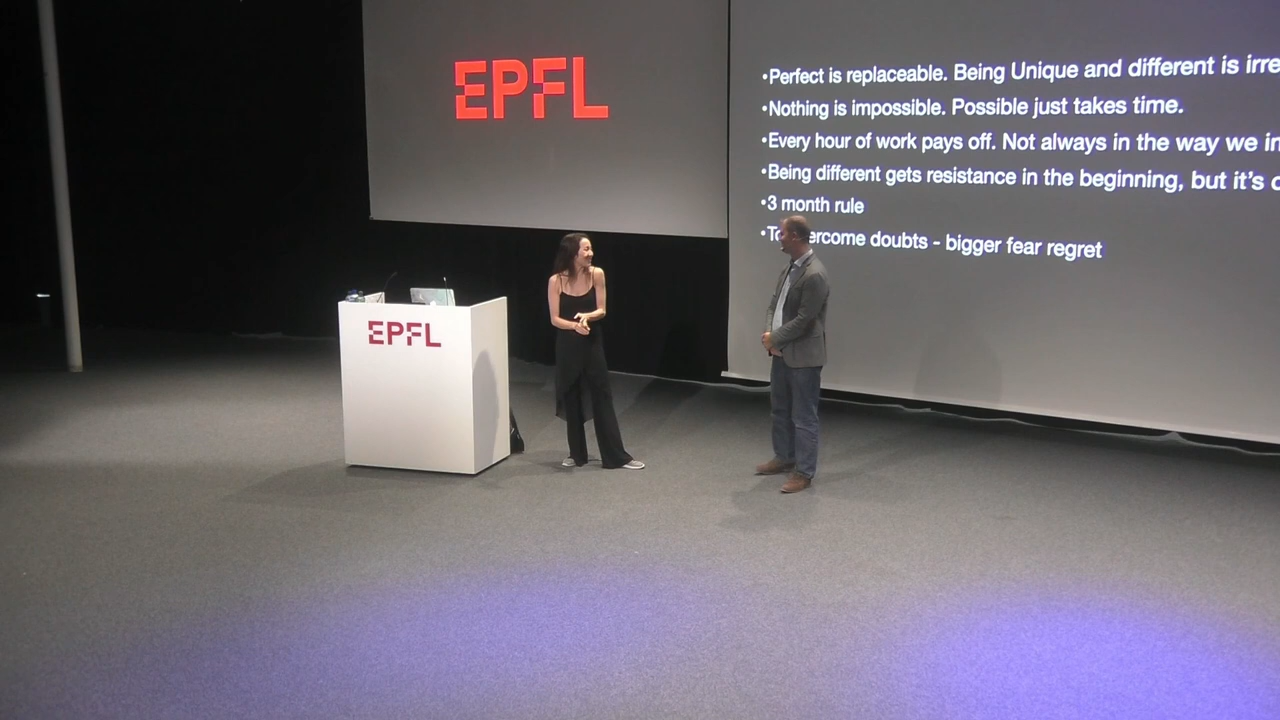 EPFL
•Perfect is replaceable. Being Unique and different is
•Nothing is impossible. Possible just takes time.
•Every hour of work pays off. Not always in the way we
•Being different gets resistance in the beginning, but it's
•3 month rule
•To doubts - bigger fear regret
EPFL